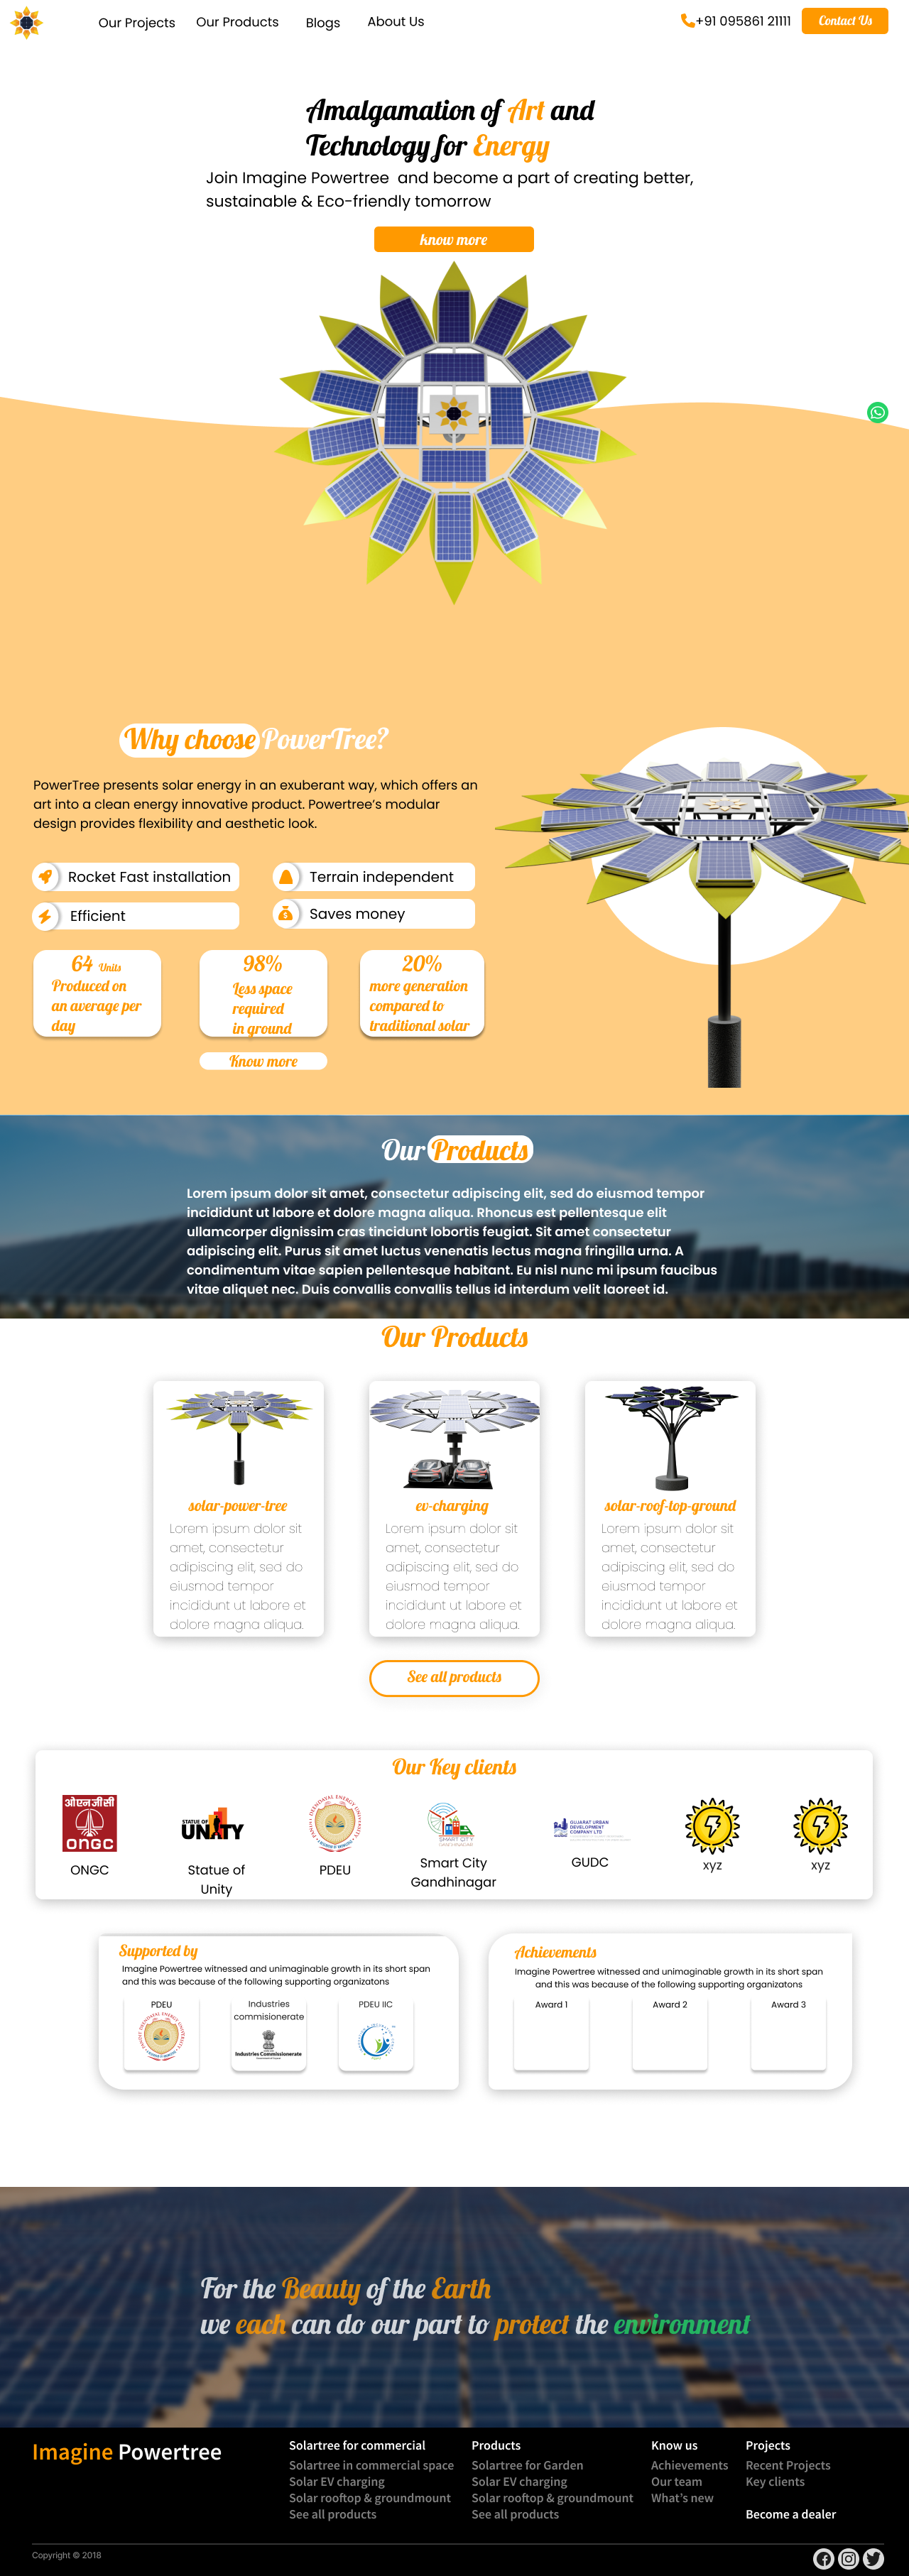 Our Projects
Our Products
Blogs
About Us
+91 095861 21111
Contact Us
Amalgamation of Art and
Technology for Energy
Join Imagine Powertree and become a part of creating better,
sustainable & Eco-friendly tomorrow
know more
Why choose PowerTree?
PowerTree presents solar energy in an exuberant way, which offers an
art into a clean energy innovative product. Powertree's modular
design provides flexibility and aesthetic look.
Rocket Fast installation
Terrain independent
Efficient
Saves money
64 Units
Produced on
an average per
day
98%
Less space
required
in ground
20%
more generation
compared to
traditional solar
Know more
Our Products
Lorem ipsum dolor sit amet, consectetur adipiscing elit, sed do eiusmod tempor
incididunt ut labore et dolore magna aliqua. Rhoncus est pellentesque elit
ullamcorper dignissim cras tincidunt lobortis feugiat. Sit amet consectetur
adipiscing elit. Purus sit amet luctus venenatis lectus magna fringilla urna. A
condimentum vitae sapien pellentesque habitant. Eu nisl nunc mi ipsum faucibus
vitae aliquet nec. Duis convallis convallis tellus id interdum velit laoreet id.
Our Products
solar-power-tree
Lorem ipsum dolor sit
amet, consectetur
adipiscing elit, sed do
eiusmod tempor
incididunt ut labore et
dolore magna aliqua.
ev-charging
Lorem ipsum dolor sit
amet, consectetur
adipiscing elit, sed do
eiusmod tempor
incididunt ut labore et
dolore magna aliqua.
solar-roof-top-ground
Lorem ipsum dolor sit
amet, consectetur
adipiscing elit, sed do
eiusmod tempor
incididunt ut labore et
dolore magna aliqua.
See all products
Our Key clients
ओएनजीसी
ongc
ONGC
STATUE OF
UNITY
Statue of
Unity
PDEU
SMART CITY
Smart City
Gandhinagar
GUJARAT URBAN
DEVELOPMENT
COMPANY LTD
GUDC
xyz
xyz
Supported by
Imagine Powertree witnessed and unimaginable growth in its short span
and this was because of the following supporting organizatons
PDEU
Industries
commisionerate
Industries Commissionerate
PDEU IIC
Achievements
Imagine Powertree witnessed and unimaginable growth in its short span
and this was because of the following supporting organizatons
Award 1
Award 2
Award 3
For the Beauty of the Earth
we each can do our part to protect the environment
Imagine Powertree
Solartree for commercial
Solartree in commercial space
Solar EV charging
Solar rooftop & groundmount
See all products
Products
Solartree for Garden
Solar EV charging
Solar rooftop & groundmount
See all products
Know us
Achievements
Our team
What's new
Projects
Recent Projects
Key clients
Become a dealer
Copyright © 2018